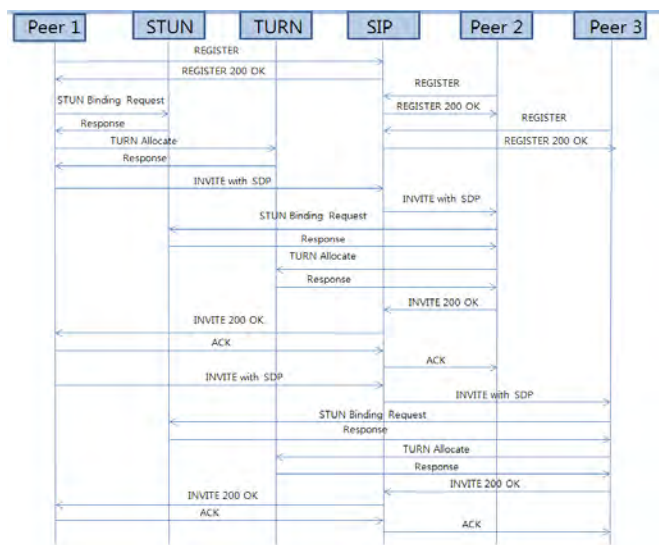 Peer 1 STUN TURN SIP Peer 2 Peer 3
REGISTER
REGISTER 200 OK
REGISTER
STUN Binding Request
REGISTER 200 OK
Response
REGISTER
TURN Allocate
REGISTER 200 OK
Response
INVITE with SDP
INVITE with SDP
STUN Binding Request
Response
TURN Allocate
Response
INVITE 200 OK
INVITE 200 OK
ACK
ACK
INVITE with SDP
INVITE with SDP
STUN Binding Request
Response
TURN Allocate
Response
INVITE 200 OK
INVITE 200 OK
ACK
ACK